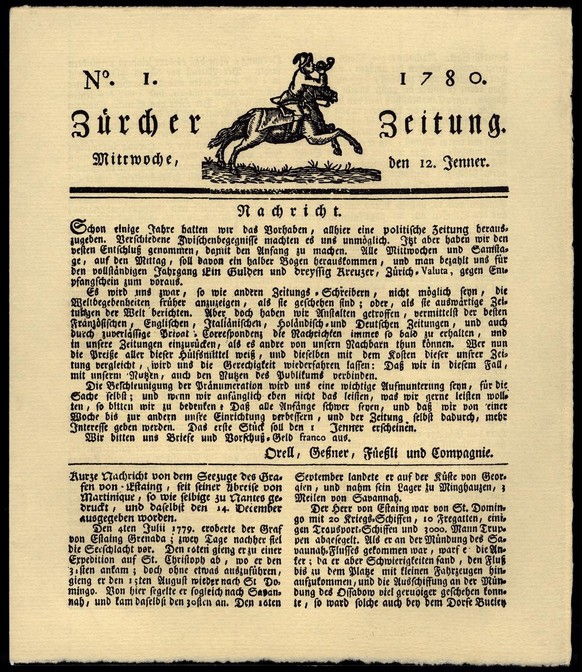 Nº. 1.
1780.
Zürcher Zeitung.
Mittwoche, den 12. Jenner.
Nachricht.
Schon einige Jahre hatten wir das Vorhaben, allhier eine politische Zeitung heraus-
zugeben. Verschiedene Zwischenbegegnisse machten es uns unmöglich. Itzt aber haben wir den
vesten Entschluß genommen, damit den Anfang zu machen. Alle Mittwochen und Samsta-
ge, auf den Mittag, soll davon ein halber Bogen herauskommen, und man bezahlt uns für
den vollständigen Jahrgang Ein Gulden und dreyssig Kreuzer, Zürich-Valuta, gegen Em-
pfangschein zum voraus.
Es wird uns zwar, so wie andern Zeitungs-Schreibern, nicht möglich seyn, die
Weltbegebenheiten früher anzuzeigen, als sie geschehen sind; oder, als sie auswärtige Zei-
tungen der Welt berichten. Aber doch haben wir Anstalten getroffen, vermittelst der besten
Französischen, Englischen, Italiänischen, Holändisch- und Deutschen Zeitungen, und auch
durch zuverläßige Privat-Correspondenz die Nachrichten immer so bald zu erhalten, und
in unsere Zeitungen einzurücken, als es andre von unsern Nachbarn thun können. Wer nun
die Preiße aller dieser Hülfsmittel weiß, und dieselben mit dem Kosten dieser unser Zei-
tung vergleicht, wird uns die Gerechtigkeit wiederfahren lassen: Daß wir in diesem Fall,
mit unserm Nutzen, auch den Nutzen des Publikums verbinden.
Die Beschleunigung der Pränumeration wird uns eine wichtige Aufmunterung seyn, für die
Sache selbst; und wenn wir anfänglich eben nicht das leisten, was wir gerne leisten woll-
ten, so bitten wir zu bedenken: Daß alle Anfänge schwer seyen, und daß wir von einer
Woche bis zur andern unsre Einrichtung verbessern, und der Zeitung selbst dadurch, mehr
Interesse geben werden. Das erste Stück soll den 1 Jenner erscheinen.
Wir bitten uns Briefe und Vorschuß-Geld franco aus.
Orell, Geßner, Füeßli und Compagnie.
Kurze Nachricht von dem Seezuge des Gra-
fen von Estaing, seit seiner Abreise von
Martinique, so wie selbige zu Nantes ge-
druckt, und daselbst den 14. December
ausgegeben worden.
Den 4ten Julii 1779. eroberte der Graf
von Estaing Grenada; zwey Tage nachher fiel
die Seeschlacht vor. Den 10ten gieng er zu einer
Expedition auf St. Christoph ab, wo er den
31sten ankam; doch ohne etwas auszuführen,
gieng er den 15ten August wieder nach St. Do-
mingo. Von hier segelte er sogleich nach Savan-
nah, und kam daselbst den 30sten an. Den 10ten
September landete er auf der Küste von Geor-
gien, und nahm sein Lager zu Minghauzen, 3
Meilen von Savannah.
Der Herr von Estaing war von St. Domin-
go mit 20 Kriegs-Schiffen, 10 Fregatten, eini-
gen Transport-Schiffen und 3000. Mann Trup-
pen abgesegelt. Als er an der Mündung des Sa-
vannah-Flusses gekommen war, warf er die An-
ker; da er aber Schwierigkeiten fand, den Fluß
bis zu dem Platze mit kleinen Fahrzeugen hin-
aufzukommen, und die Ausschiffung an der Mün-
dung des Ossabow viel geruhiger geschehen konn-
te, so ward solche auch bey dem Dorfe Butley